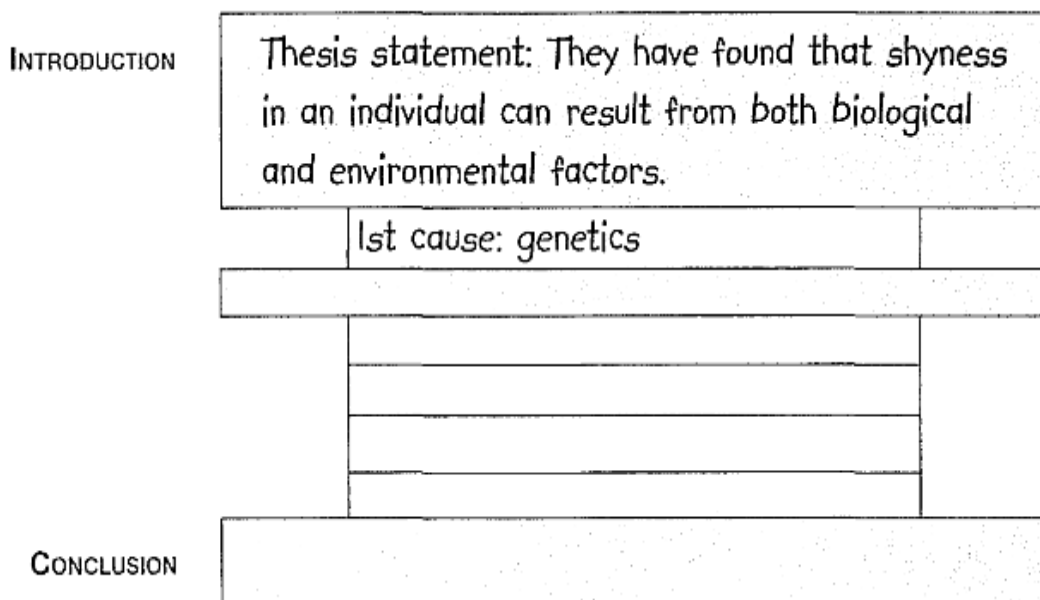 INTRODUCTION
Thesis statement: They have found that shyness
in an individual can result from both biological
and environmental factors.
1st cause: genetics
CONCLUSION